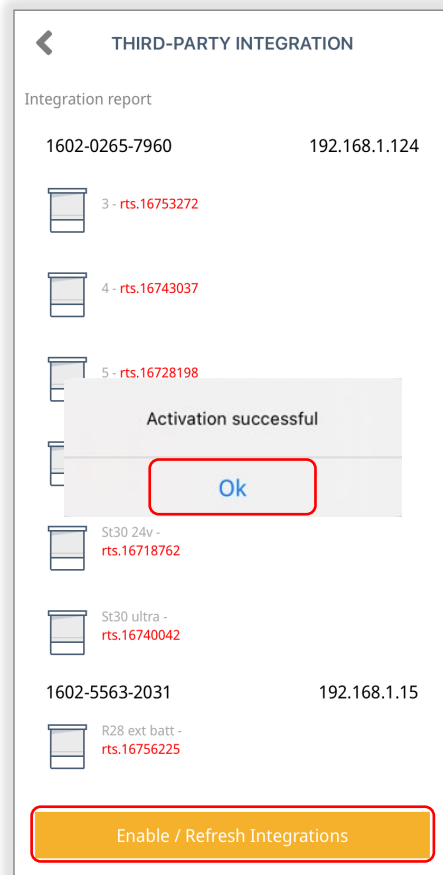 THIRD-PARTY INTEGRATION
Integration report
1602-0265-7960 192.168.1.124
3 - rts.16753272
4 - rts.16743037
5 - rts.16728198
Activation successful
Ok
St30 24v -
rts.16718762
St30 ultra -
rts.16740042
1602-5563-2031 192.168.1.15
R28 ext batt -
rts.16756225
Enable / Refresh Integrations